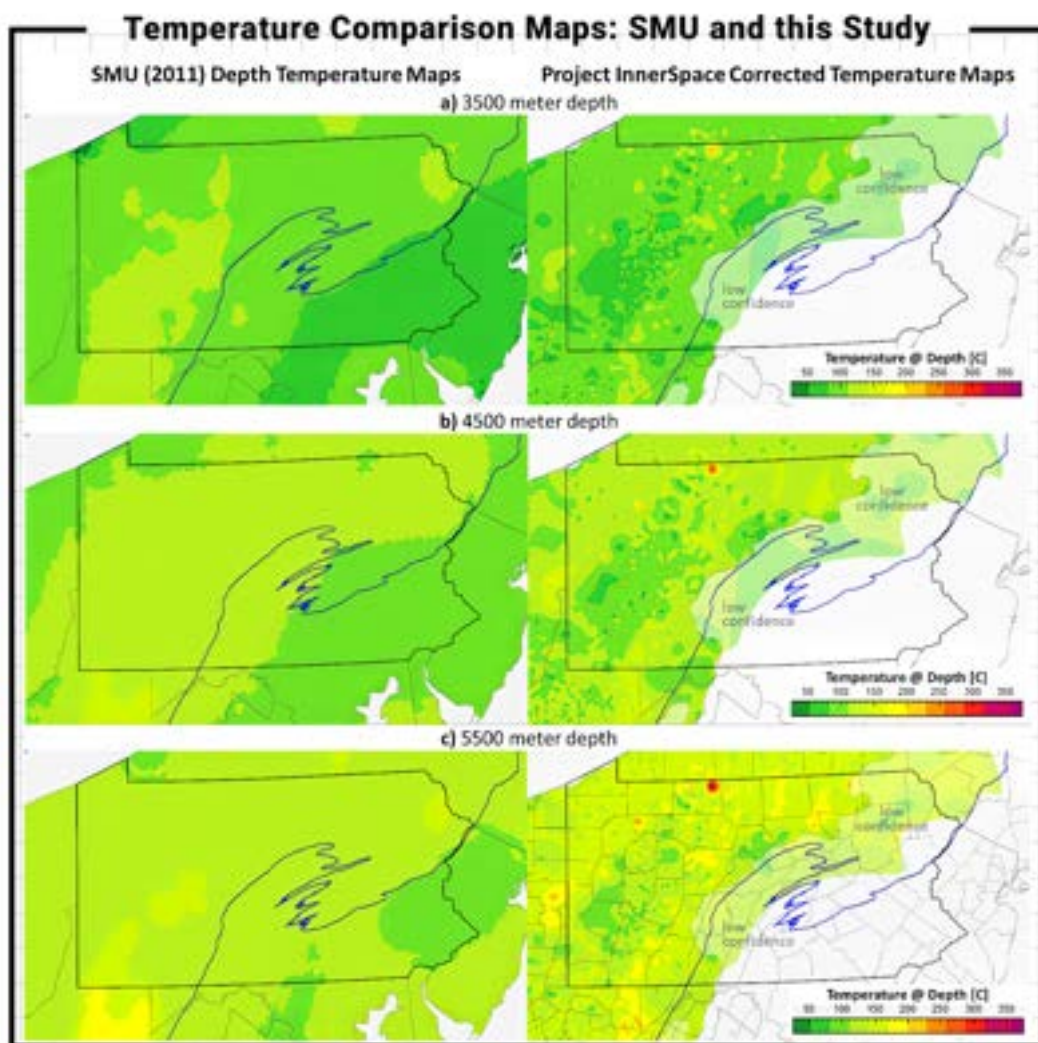 Temperature Comparison Maps: SMU and this Study
SMU (2011) Depth Temperature Maps
Project InnerSpace Corrected Temperature Maps
a) 3500 meter depth
low
confidence
low
confidence
Temperature @ Depth [C]
50 100 150 200 250 300 350
b) 4500 meter depth
low
confidence
low
confidence
Temperature @ Depth [C]
50 100 150 200 250 300 350
c) 5500 meter depth
low
confidence
low
confidence
Temperature @ Depth [C]
50 100 150 200 250 300 350